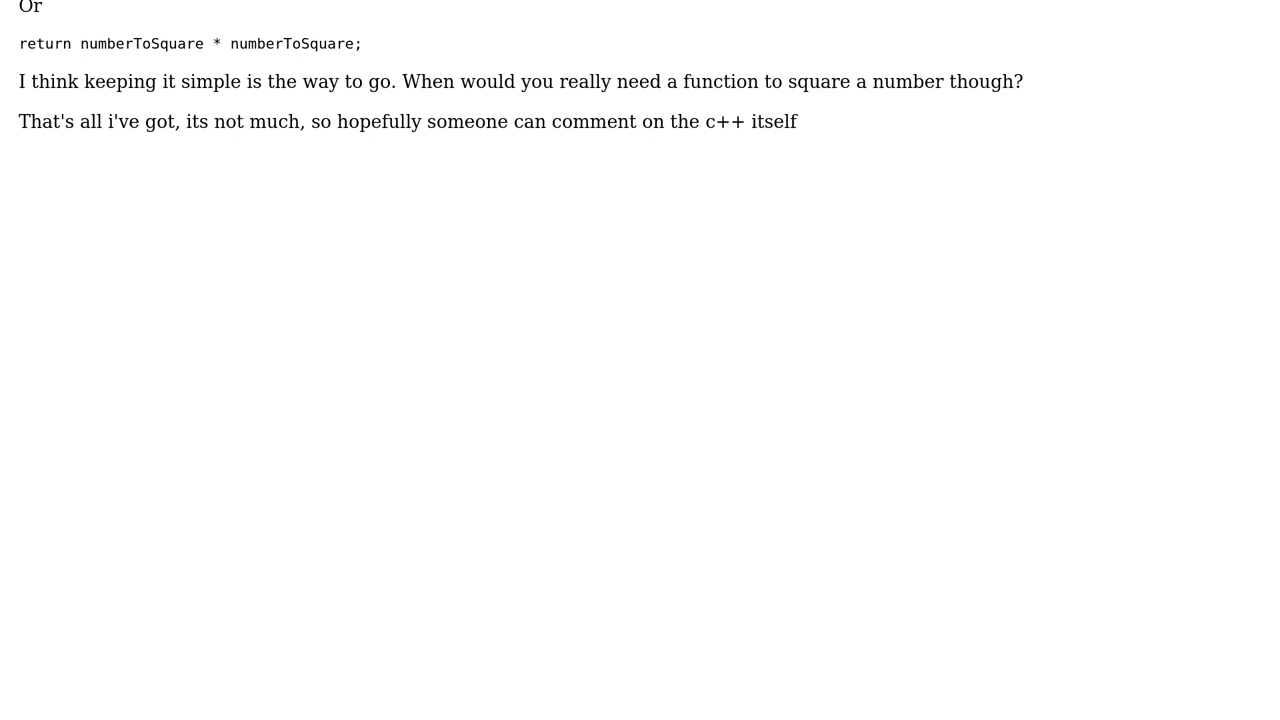 Or
return numberToSquare * numberToSquare;
I think keeping it simple is the way to go. When would you really need a function to square a number though?
That's all i've got, its not much, so hopefully someone can comment on the c++ itself